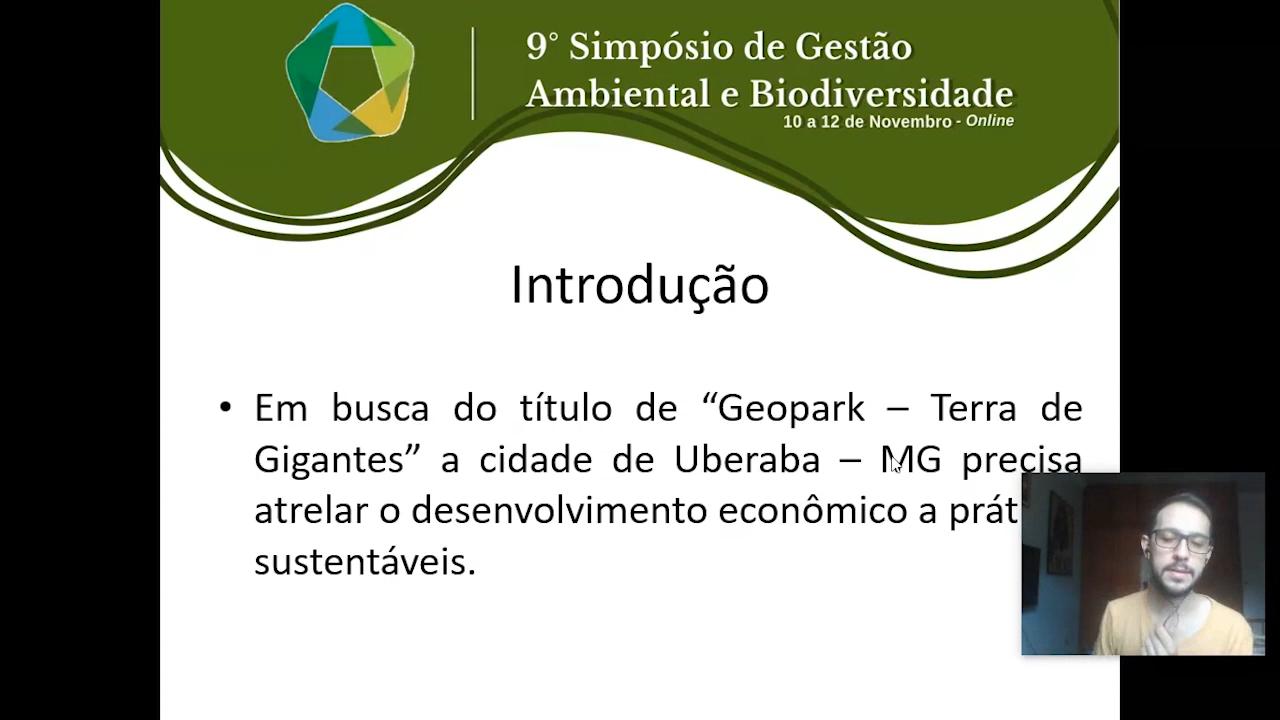 9° Simpósio de Gestão
Ambiental e Biodiversidade
10 a 12 de Novembro - Online
Introdução
• Em busca do título de “Geopark – Terra de
Gigantes” a cidade de Uberaba – MG precisa
atrelar o desenvolvimento econômico a prát
sustentáveis.